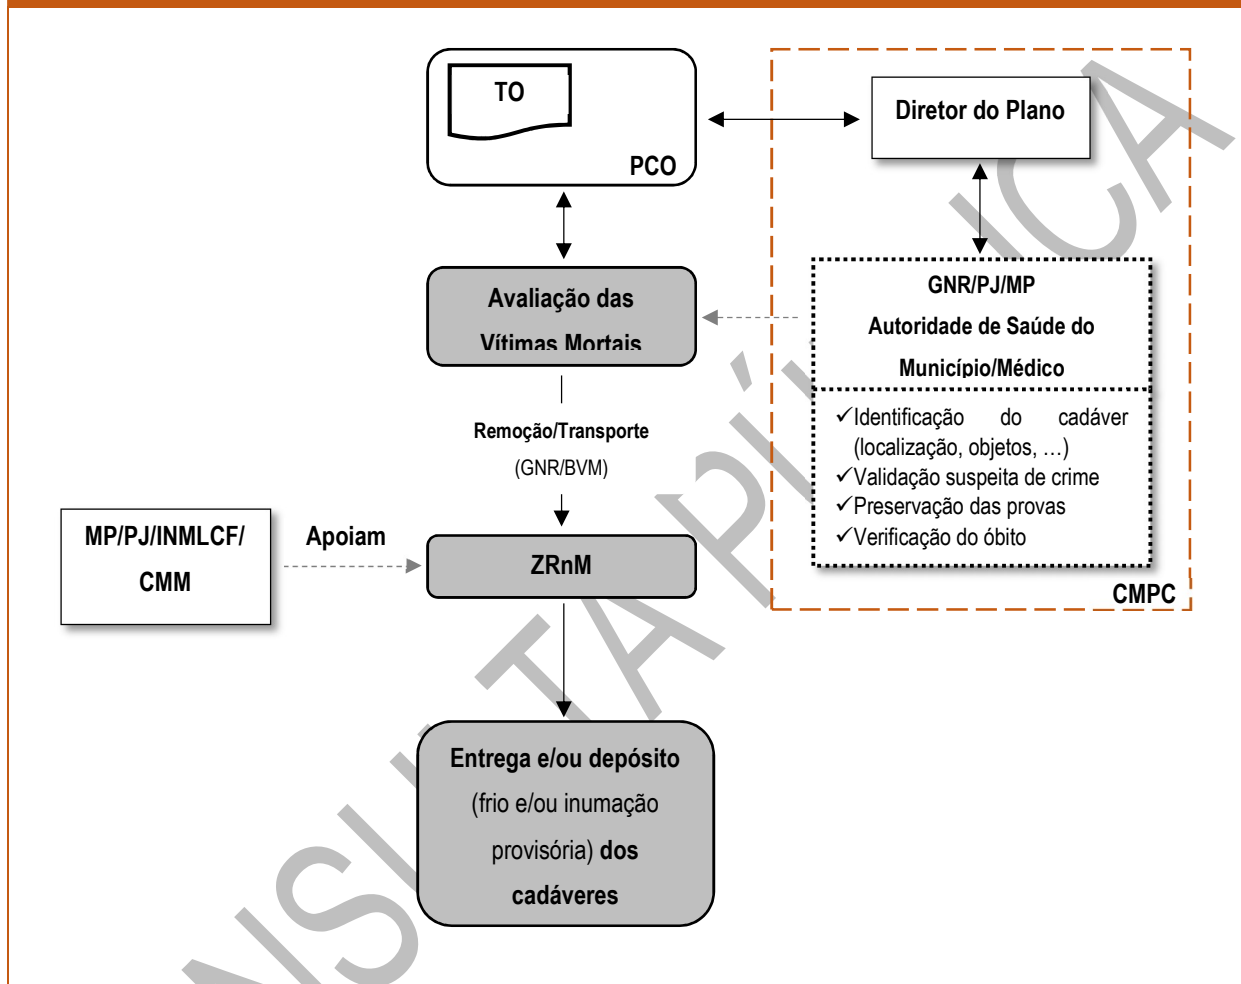 TO
PCO
Diretor do Plano
Avaliação das
Vítimas Mortais
GNR/PJ/MP
Autoridade de Saúde do
Município/Médico
✓Identificação do cadáver
(localização, objetos, …)
✓Validação suspeita de crime
✓Preservação das provas
✓Verificação do óbito
CMPC
Remoção/Transporte
(GNR/BVM)
MP/PJ/INMLCF/
CMM
Apoiam
ZRnM
Entrega e/ou depósito
(frio e/ou inumação
provisória) dos
cadáveres